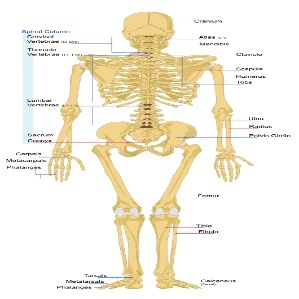 Cranium
Spinal Column
Cervical
Vertebrae
Thoracic
Vertebrae
Lumbar
Vertebrae
Sacrum
Coccyx
Carpals
Metacarpals
Phalanges
Atlas
Mandible
Clavicula
Scapula
Humerus
Ribs
Ulna
Radius
Pelvic Girdle
Femur
Tibia
Fibula
Tarsals
Metatarsals
Phalanges
Calcaneus